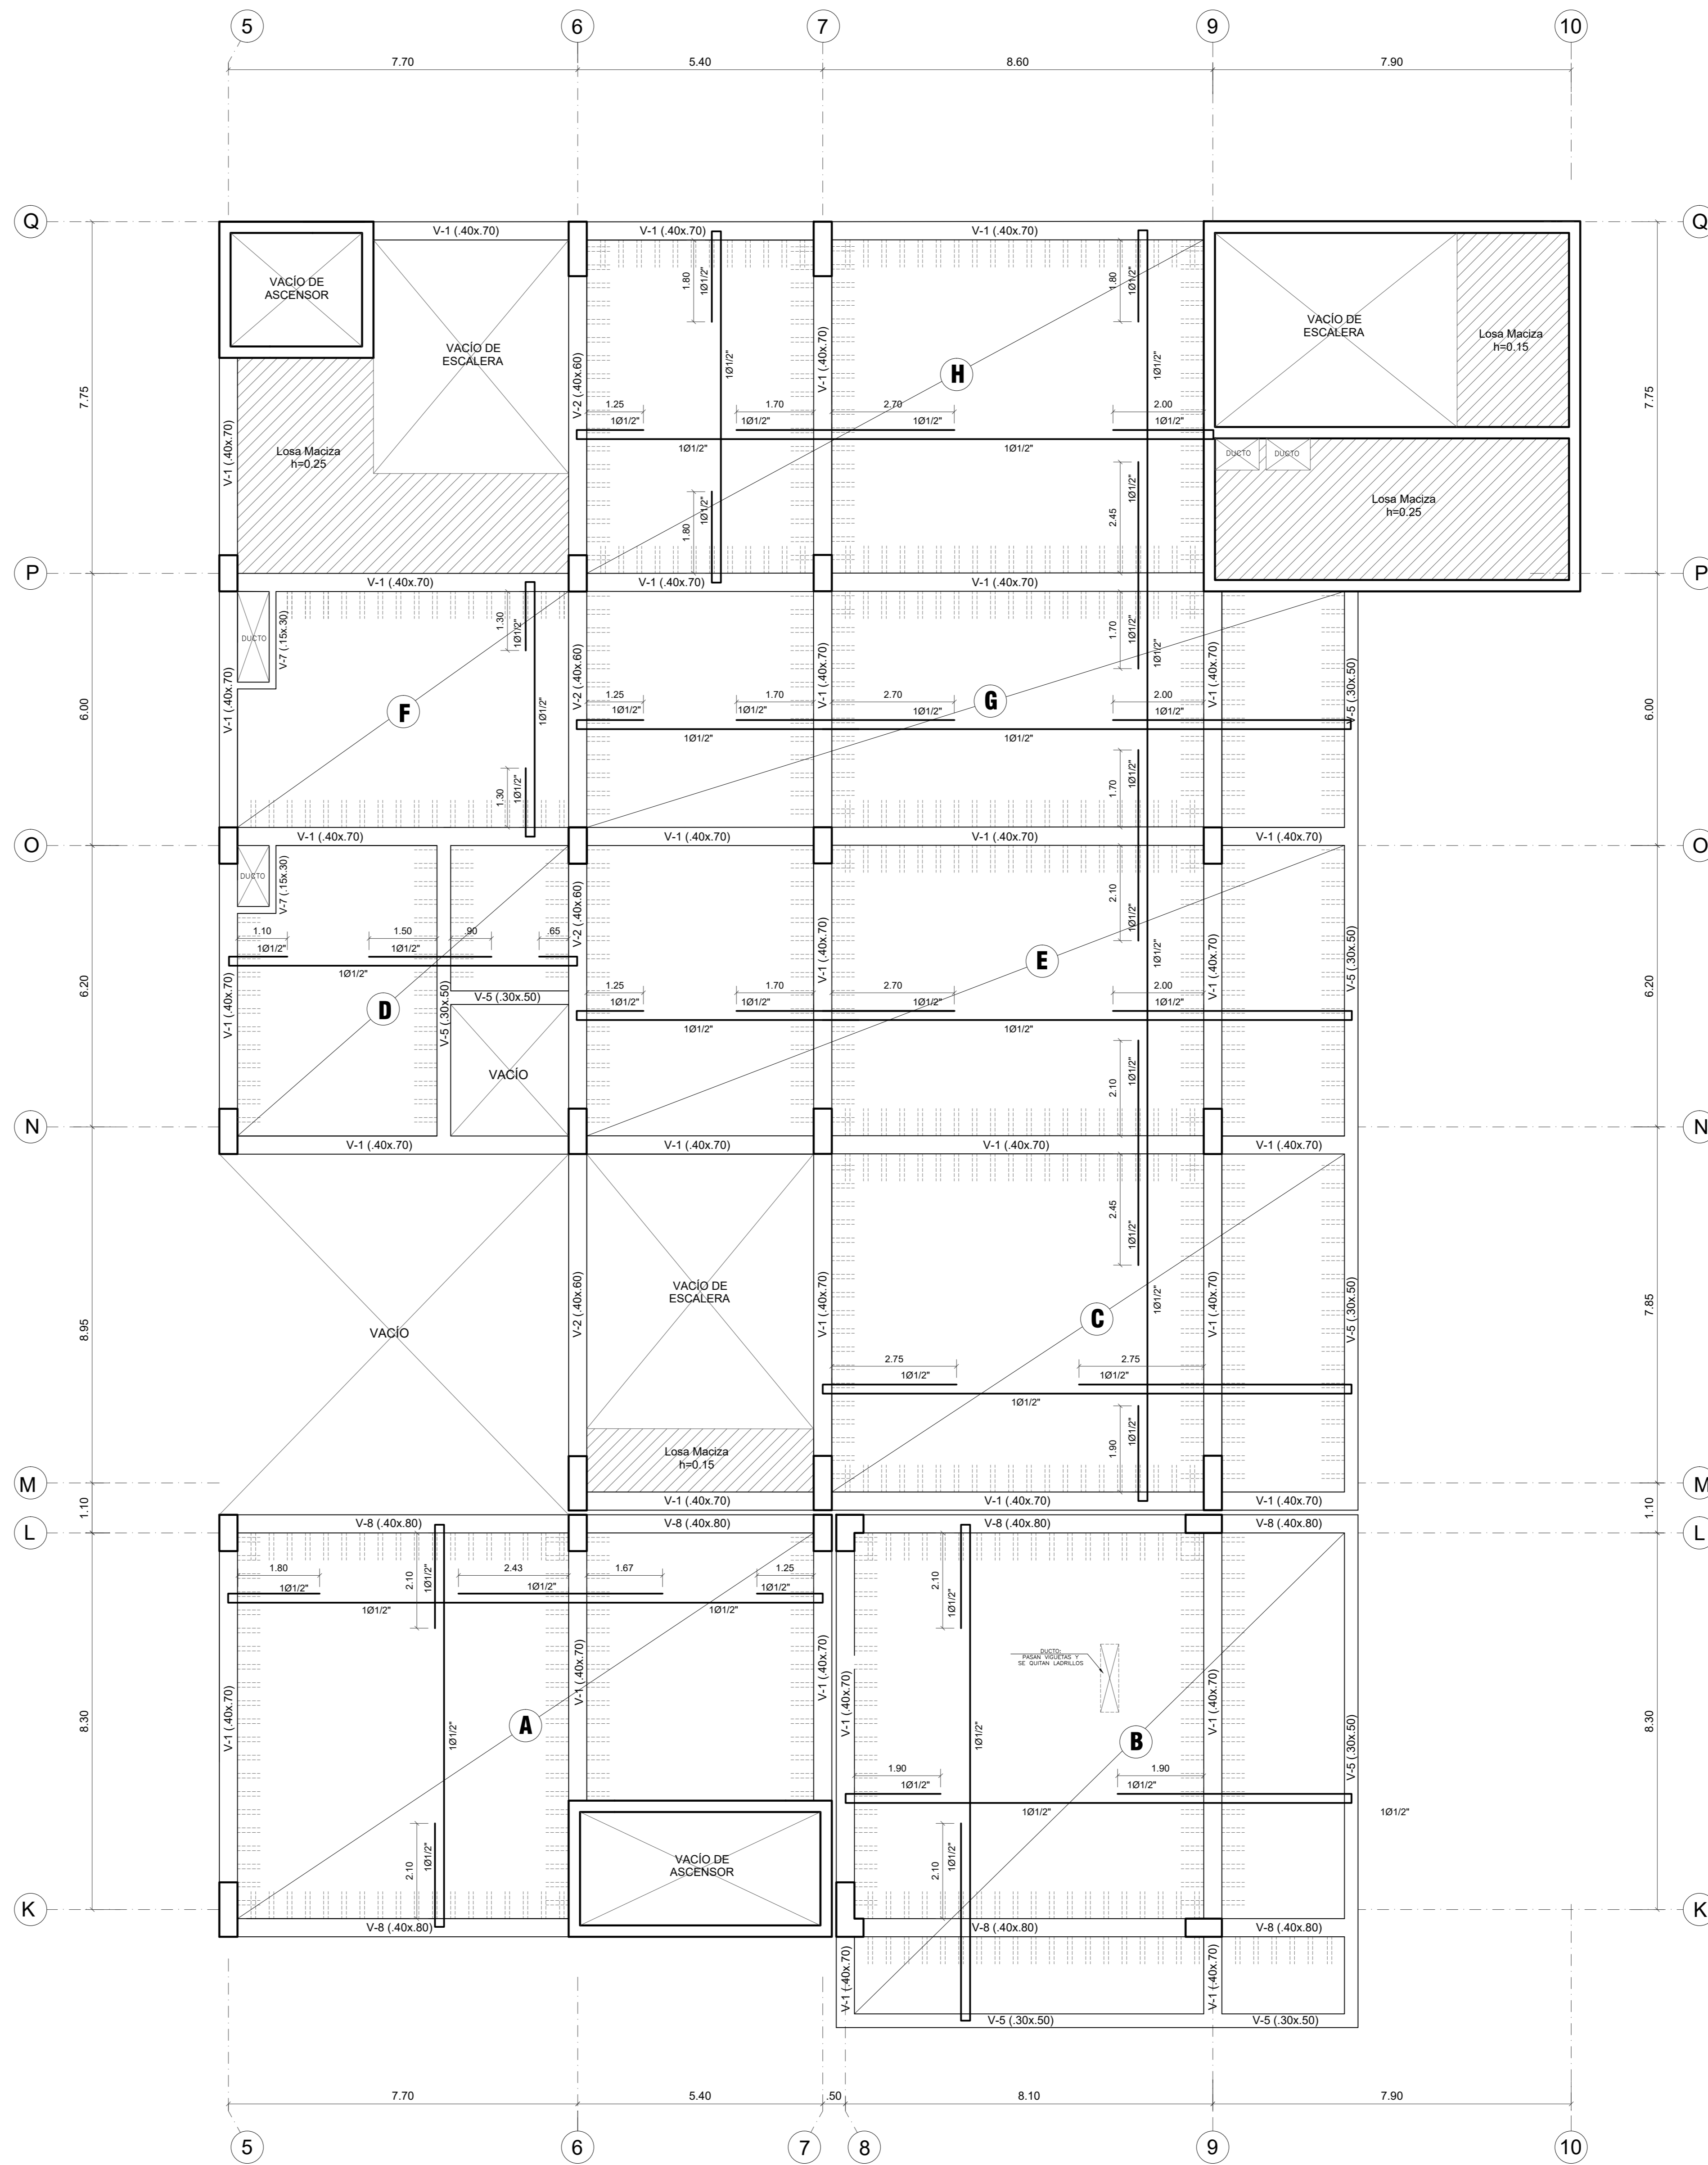 5
6
7
9
10
7.70
5.40
8.60
7.90
Q
Q
V-1 (.40x.70)
V-1 (.40x.70)
V-1 (.40x.70)
VACÍO DE
ASCENSOR
VACÍO DE
ESCALERA
1.80
1Ø1/2"
1.80
1Ø1/2"
VACÍO DE
ESCALERA
Losa Maciza
h=0.15
V-2 (.40x.60)
V-1 (.40x.70)
1Ø1/2"
1Ø1/2"
H
7.75
7.75
V-1 (.40x.70)
Losa Maciza
h=0.25
1.25
1Ø1/2"
1.70
1Ø1/2"
2.70
1Ø1/2"
2.00
1Ø1/2"
1Ø1/2"
1Ø1/2"
DUCTO
DUCTO
Losa Maciza
h=0.25
1.80
1Ø1/2"
2.45
1Ø1/2"
P
P
V-1 (.40x.70)
V-1 (.40x.70)
V-1 (.40x.70)
DUCTO
V-7 (.15x.30)
1.30
1Ø1/2"
1.70
1Ø1/2"
1Ø1/2"
V-1 (.40x.70)
V-2 (.40x.60)
V-1 (.40x.70)
V-1 (.40x.70)
V-5 (.30x.50)
F
G
6.00
6.00
1Ø1/2"
1.25
1Ø1/2"
1.70
1Ø1/2"
2.70
1Ø1/2"
2.00
1Ø1/2"
1Ø1/2"
1Ø1/2"
1.30
1Ø1/2"
1.70
1Ø1/2"
O
O
V-1 (.40x.70)
V-1 (.40x.70)
V-1 (.40x.70)
V-1 (.40x.70)
DUCTO
V-7 (.15x.30)
V-2 (.40x.60)
2.10
1Ø1/2"
1Ø1/2"
1.10
1Ø1/2"
1.50
1Ø1/2"
.90
.65
1Ø1/2"
V-1 (.40x.70)
V-1 (.40x.70)
V-5 (.30x.50)
E
6.20
6.20
V-1 (.40x.70)
D
V-5 (.30x.50)
V-5 (.30x.50)
VACÍO
1.25
1Ø1/2"
1.70
1Ø1/2"
2.70
1Ø1/2"
2.00
1Ø1/2"
1Ø1/2"
1Ø1/2"
2.10
1Ø1/2"
N
N
V-1 (.40x.70)
V-1 (.40x.70)
V-1 (.40x.70)
V-1 (.40x.70)
2.45
1Ø1/2"
VACÍO
V-2 (.40x.60)
VACÍO DE
ESCALERA
V-1 (.40x.70)
1Ø1/2"
V-1 (.40x.70)
V-5 (.30x.50)
C
8.95
7.85
2.75
1Ø1/2"
2.75
1Ø1/2"
1Ø1/2"
1.90
1Ø1/2"
Losa Maciza
h=0.15
M
M
V-1 (.40x.70)
V-1 (.40x.70)
V-1 (.40x.70)
1.10
1.10
L
L
V-8 (.40x.80)
V-8 (.40x.80)
V-8 (.40x.80)
V-8 (.40x.80)
1.80
1Ø1/2"
2.10
1Ø1/2"
2.43
1Ø1/2"
1.67
1.25
1Ø1/2"
1Ø1/2"
1Ø1/2"
2.10
1Ø1/2"
DUCTO:
PASAN VIGUETAS Y
SE QUITAN LADRILLOS
V-1 (.40x.70)
V-1 (.40x.70)
V-1 (.40x.70)
V-1 (.40x.70)
V-1 (.40x.70)
V-5 (.30x.50)
A
B
1Ø1/2"
1Ø1/2"
8.30
8.30
1.90
1Ø1/2"
1.90
1Ø1/2"
1Ø1/2"
1Ø1/2"
2.10
1Ø1/2"
2.10
1Ø1/2"
VACÍO DE
ASCENSOR
K
K
V-8 (.40x.80)
V-8 (.40x.80)
V-8 (.40x.80)
V-1 (.40x.70)
V-1 (.40x.70)
V-5 (.30x.50)
V-5 (.30x.50)
7.70
5.40
.50
8.10
7.90
5
6
7
8
9
10